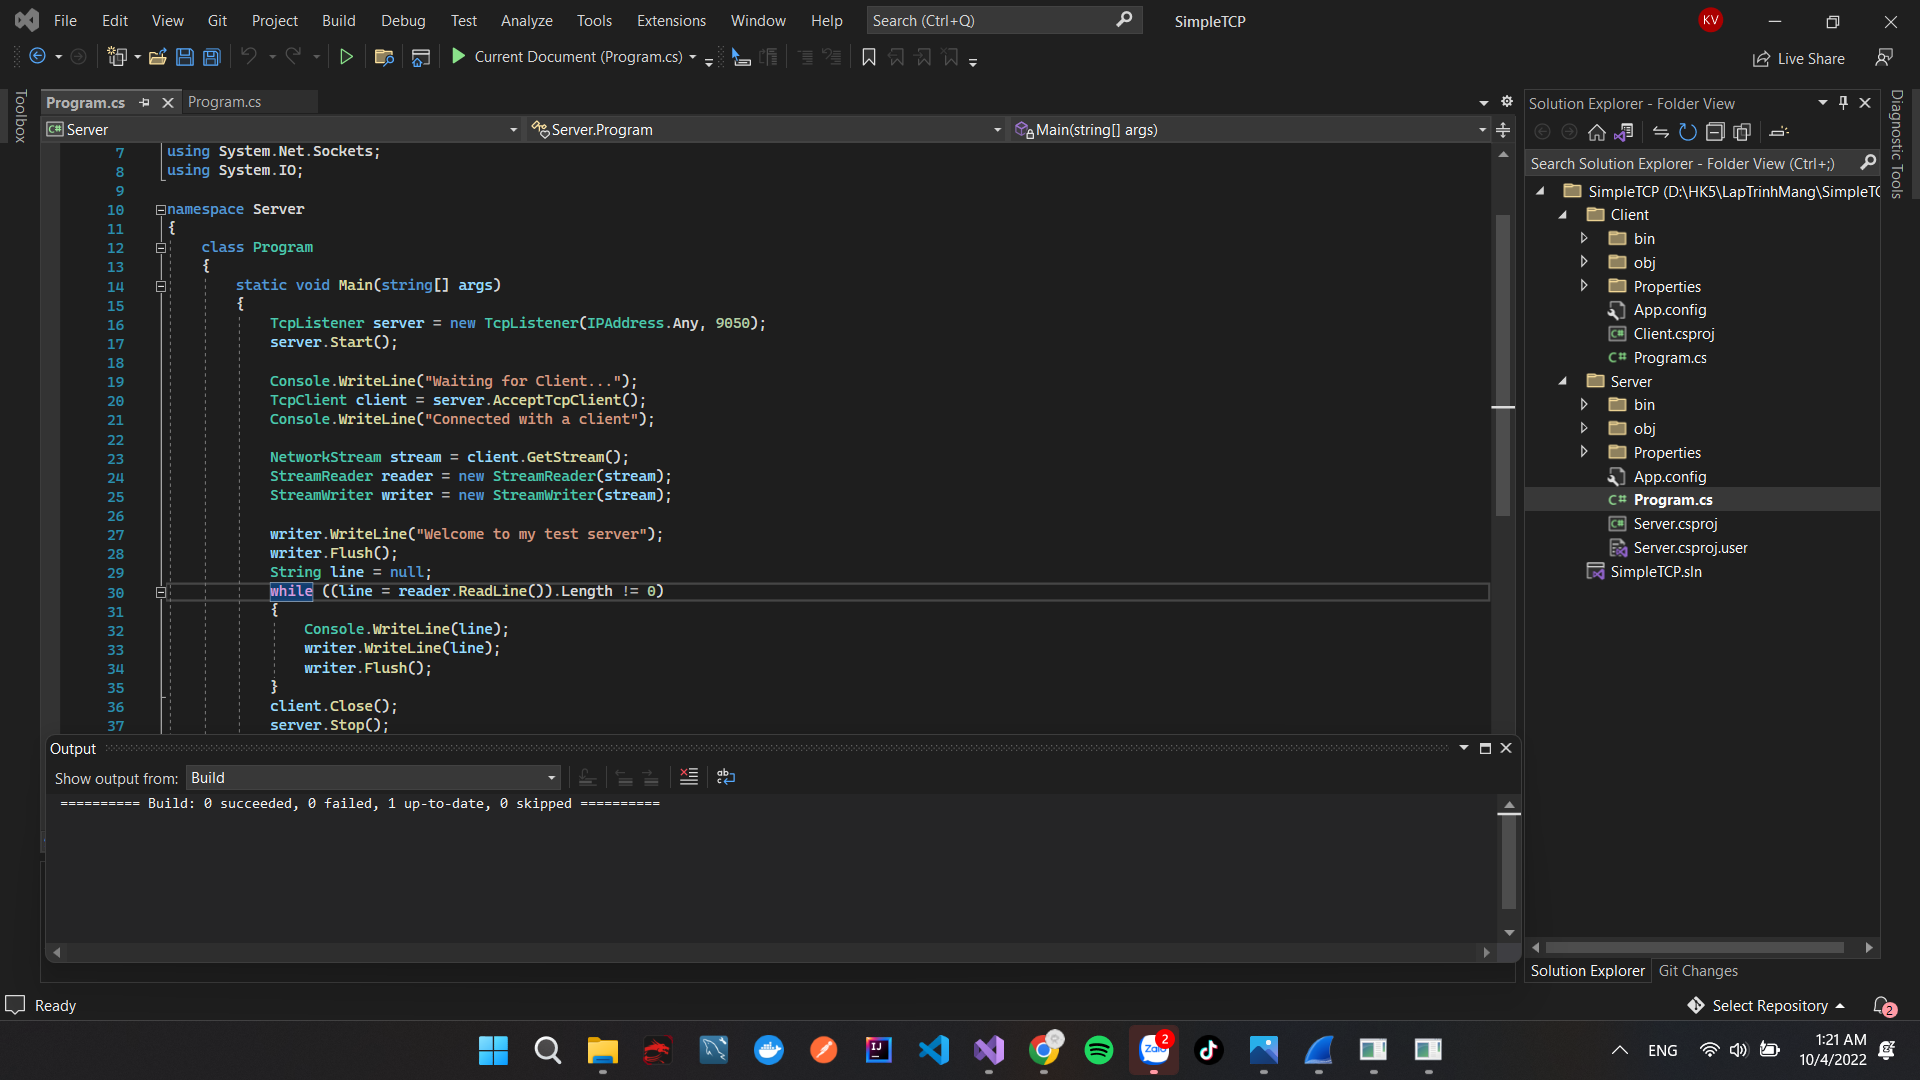 File Edit View Git Project Build Debug Test Analyze Tools Extensions Window Help Search (Ctrl+Q) SimpleTCP KV
Current Document (Program.cs) Live Share
Toolbox
Program.cs Program.cs
Server Server.Program Main(string[] args)
7 using System.Net.Sockets;
8 using System.IO;
9
10 namespace Server
11 {
12 class Program
13 {
14 static void Main(string[] args)
15 {
16 TcpListener server = new TcpListener(IPAddress.Any, 9050);
17 server.Start();
18
19 Console.WriteLine("Waiting for Client...");
20 TcpClient client = server.AcceptTcpClient();
21 Console.WriteLine("Connected with a client");
22
23 NetworkStream stream = client.GetStream();
24 StreamReader reader = new StreamReader(stream);
25 StreamWriter writer = new StreamWriter(stream);
26
27 writer.WriteLine("Welcome to my test server");
28 writer.Flush();
29 String line = null;
30 while ((line = reader.ReadLine()).Length != 0)
31 {
32 Console.WriteLine(line);
33 writer.WriteLine(line);
34 writer.Flush();
35 }
36 client.Close();
37 server.Stop();
Output
Show output from: Build
========== Build: 0 succeeded, 0 failed, 1 up-to-date, 0 skipped ==========
Solution Explorer - Folder View
Search Solution Explorer - Folder View (Ctrl+;)
SimpleTCP (D:\HK5\LapTrinhMang\SimpleTC
Client
bin
obj
Properties
App.config
C# Client.csproj
C# Program.cs
Server
bin
obj
Properties
App.config
C# Program.cs
C# Server.csproj
Server.csproj.user
SimpleTCP.sln
Solution Explorer Git Changes
Diagnostic Tools
Ready Select Repository 2
IJ Zalo 2 ENG 1:21 AM
10/4/2022